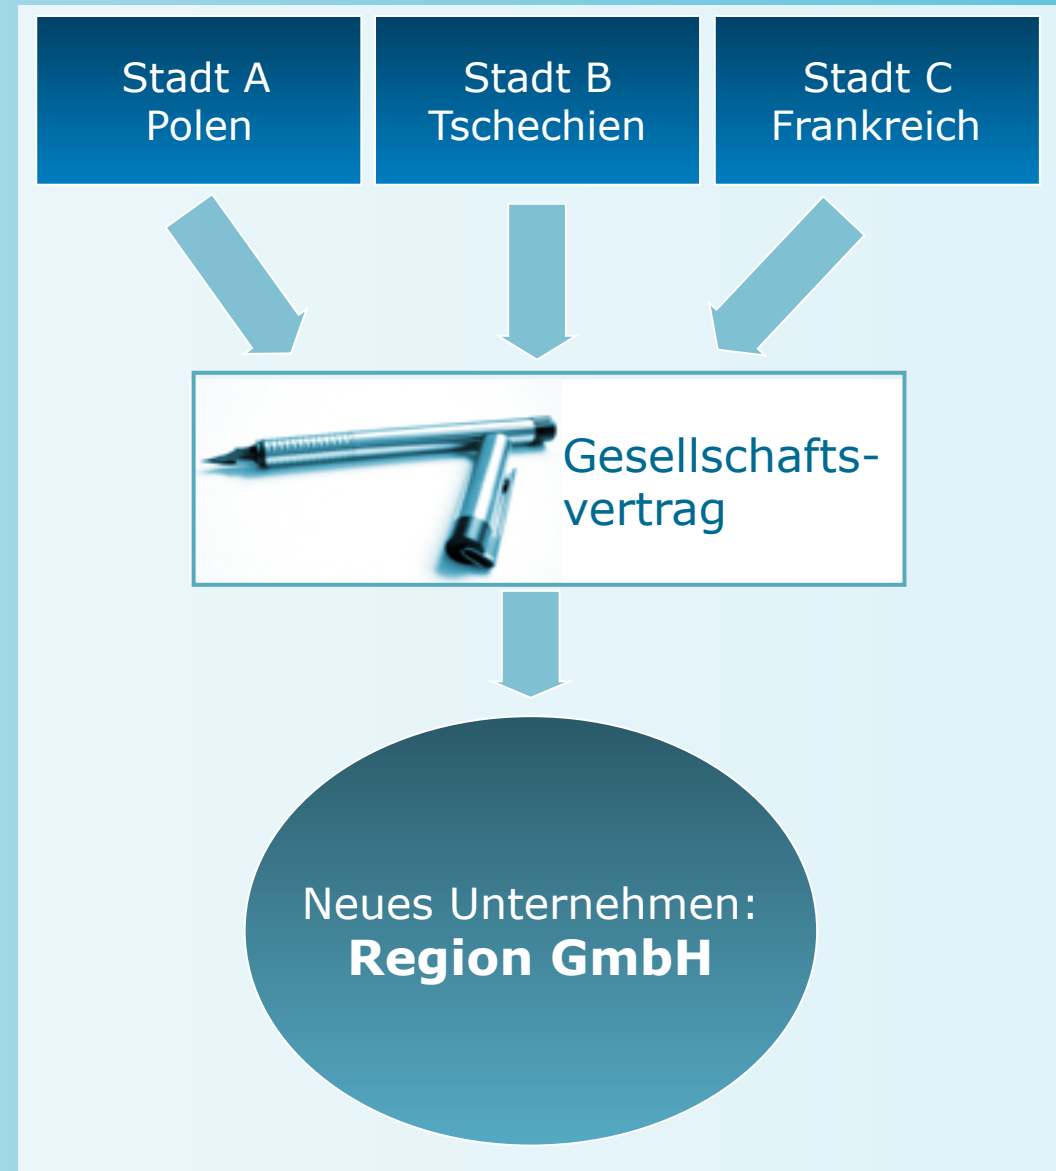 Stadt A
Polen
Stadt B
Tschechien
Stadt C
Frankreich
Gesellschafts-
vertrag
Neues Unternehmen:
Region GmbH